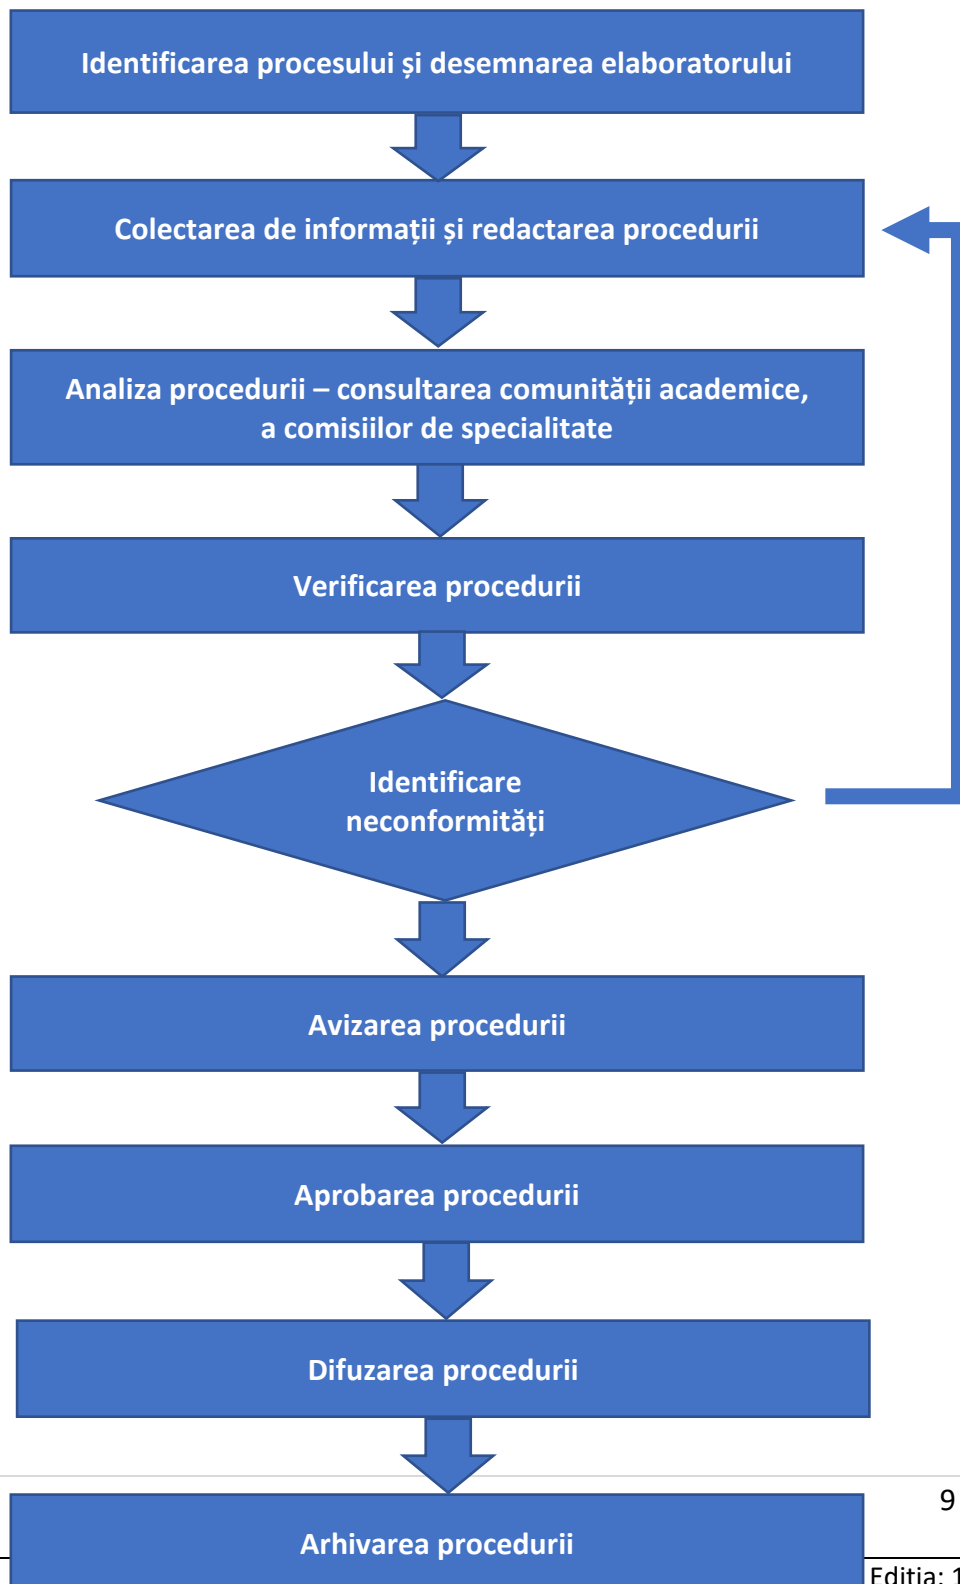 Identificarea procesului și desemnarea elaboratorului
Colectarea de informații și redactarea procedurii
Analiza procedurii – consultarea comunității academice,
a comisiilor de specialitate
Verificarea procedurii
Identificare
neconformități
Avizarea procedurii
Aprobarea procedurii
Difuzarea procedurii
9
Arhivarea procedurii
Ediția: 1